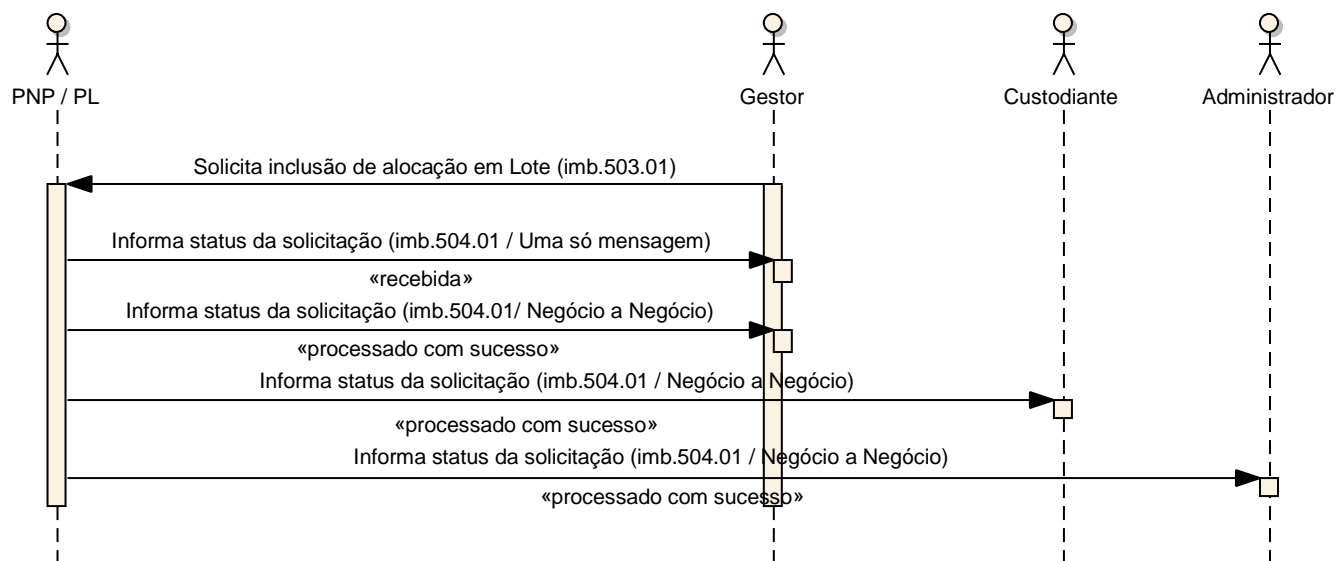 PNP / PL
Gestor
Custodiante
Administrador
Solicita inclusão de alocação em Lote (imb.503.01)
Informa status da solicitação (imb.504.01 / Uma só mensagem)
«recebida»
Informa status da solicitação (imb.504.01/ Negócio a Negócio)
«processado com sucesso»
Informa status da solicitação (imb.504.01 / Negócio a Negócio)
«processado com sucesso»
Informa status da solicitação (imb.504.01 / Negócio a Negócio)
«processado com sucesso»